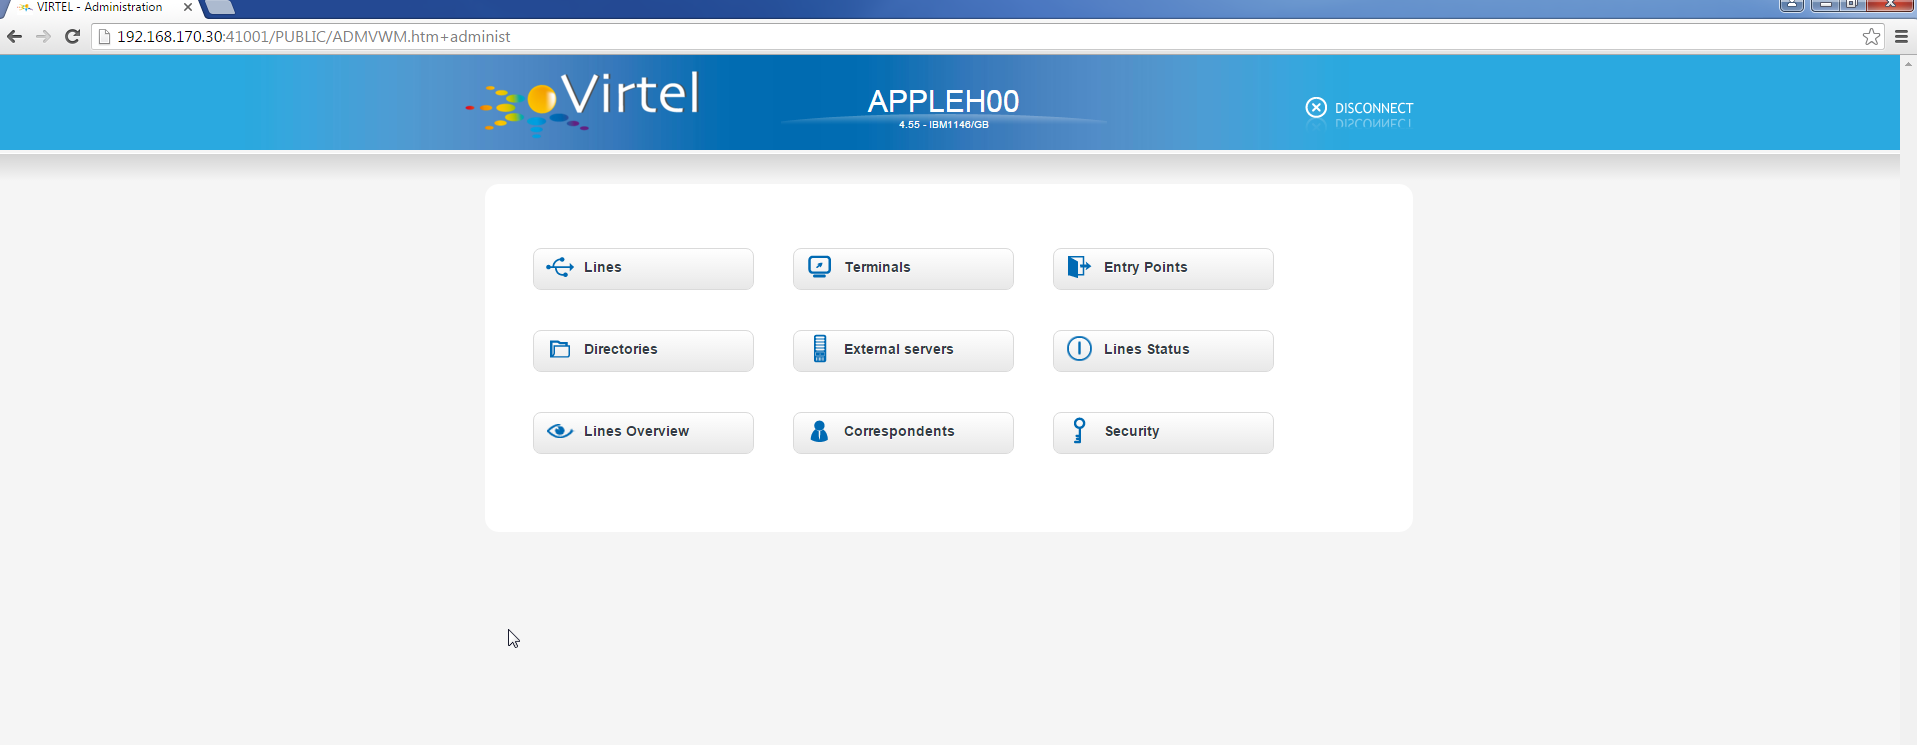 VIRTEL - Administration
192.168.170.30:41001/PUBLIC/ADMVWM.htm+administ
Virtel
APPLEH00
4.55 - IBM1146/GB
DISCONNECT
Lines
Terminals
Entry Points
Directories
External servers
Lines Status
Lines Overview
Correspondents
Security